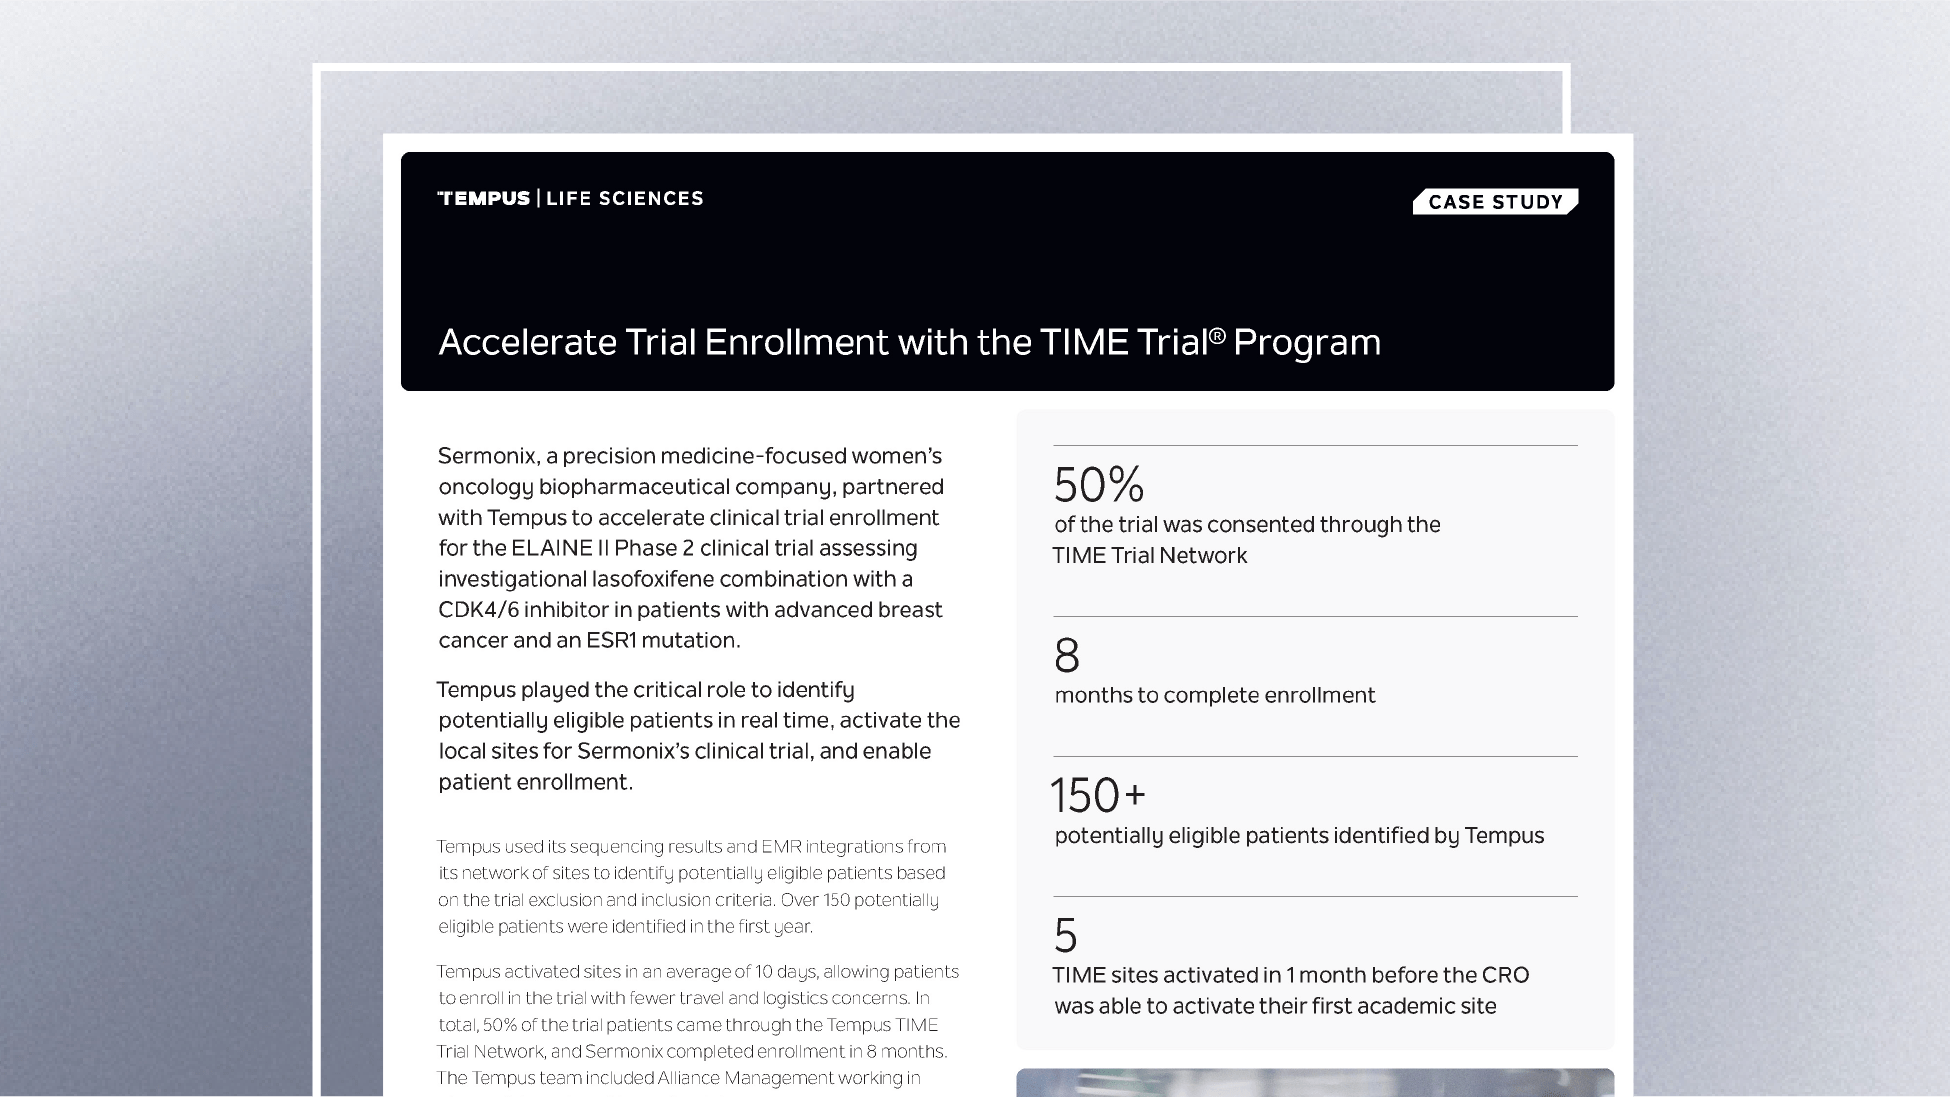 TEMPUS | LIFE SCIENCES
CASE STUDY
Accelerate Trial Enrollment with the TIME Trial® Program
Sermonix, a precision medicine-focused women's
oncology biopharmaceutical company, partnered
with Tempus to accelerate clinical trial enrollment
for the ELAINE II Phase 2 clinical trial assessing
investigational lasofoxifene combination with a
CDK4/6 inhibitor in patients with advanced breast
cancer and an ESR1 mutation.
Tempus played the critical role to identify
potentially eligible patients in real time, activate the
local sites for Sermonix's clinical trial, and enable
patient enrollment.
Tempus used its sequencing results and EMR integrations from
its network of sites to identify potentially eligible patients based
on the trial exclusion and inclusion criteria. Over 150 potentially
eligible patients were identified in the first year.
Tempus activated sites in an average of 10 days, allowing patients
to enroll in the trial with fewer travel and logistics concerns. In
total, 50% of the trial patients came through the Tempus TIME
Trial Network, and Sermonix completed enrollment in 8 months.
The Tempus team included Alliance Management working in
50%
of the trial was consented through the
TIME Trial Network
8
months to complete enrollment
150+
potentially eligible patients identified by Tempus
5
TIME sites activated in 1 month before the CRO
was able to activate their first academic site